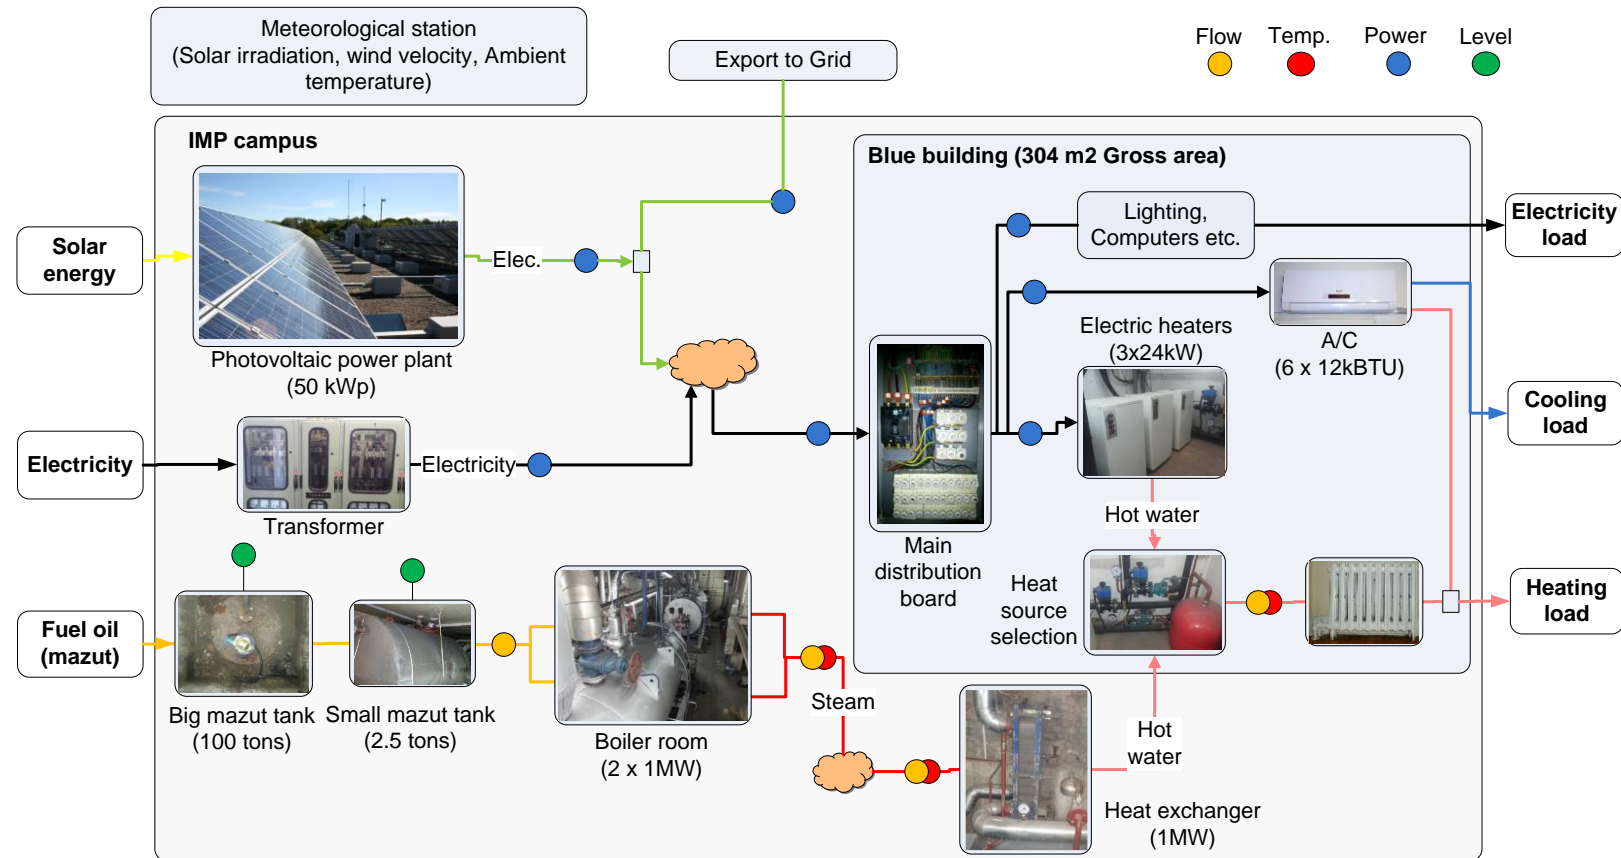 Meteorological station
(Solar irradiation, wind velocity, Ambient
temperature)
Export to Grid
Flow
Temp.
Power
Level
IMP campus
Blue building (304 m2 Gross area)
Solar
energy
Elec.
Photovoltaic power plant
(50 kWp)
Lighting,
Computers etc.
Electricity
load
Electric heaters
(3x24kW)
A/C
(6 x 12kBTU)
Cooling
load
Electricity
Electricity
Transformer
Main
distribution
board
Hot water
Heat
source
selection
Heating
load
Fuel oil
(mazut)
Big mazut tank
(100 tons)
Small mazut tank
(2.5 tons)
Boiler room
(2 x 1MW)
Steam
Hot
water
Heat exchanger
(1MW)